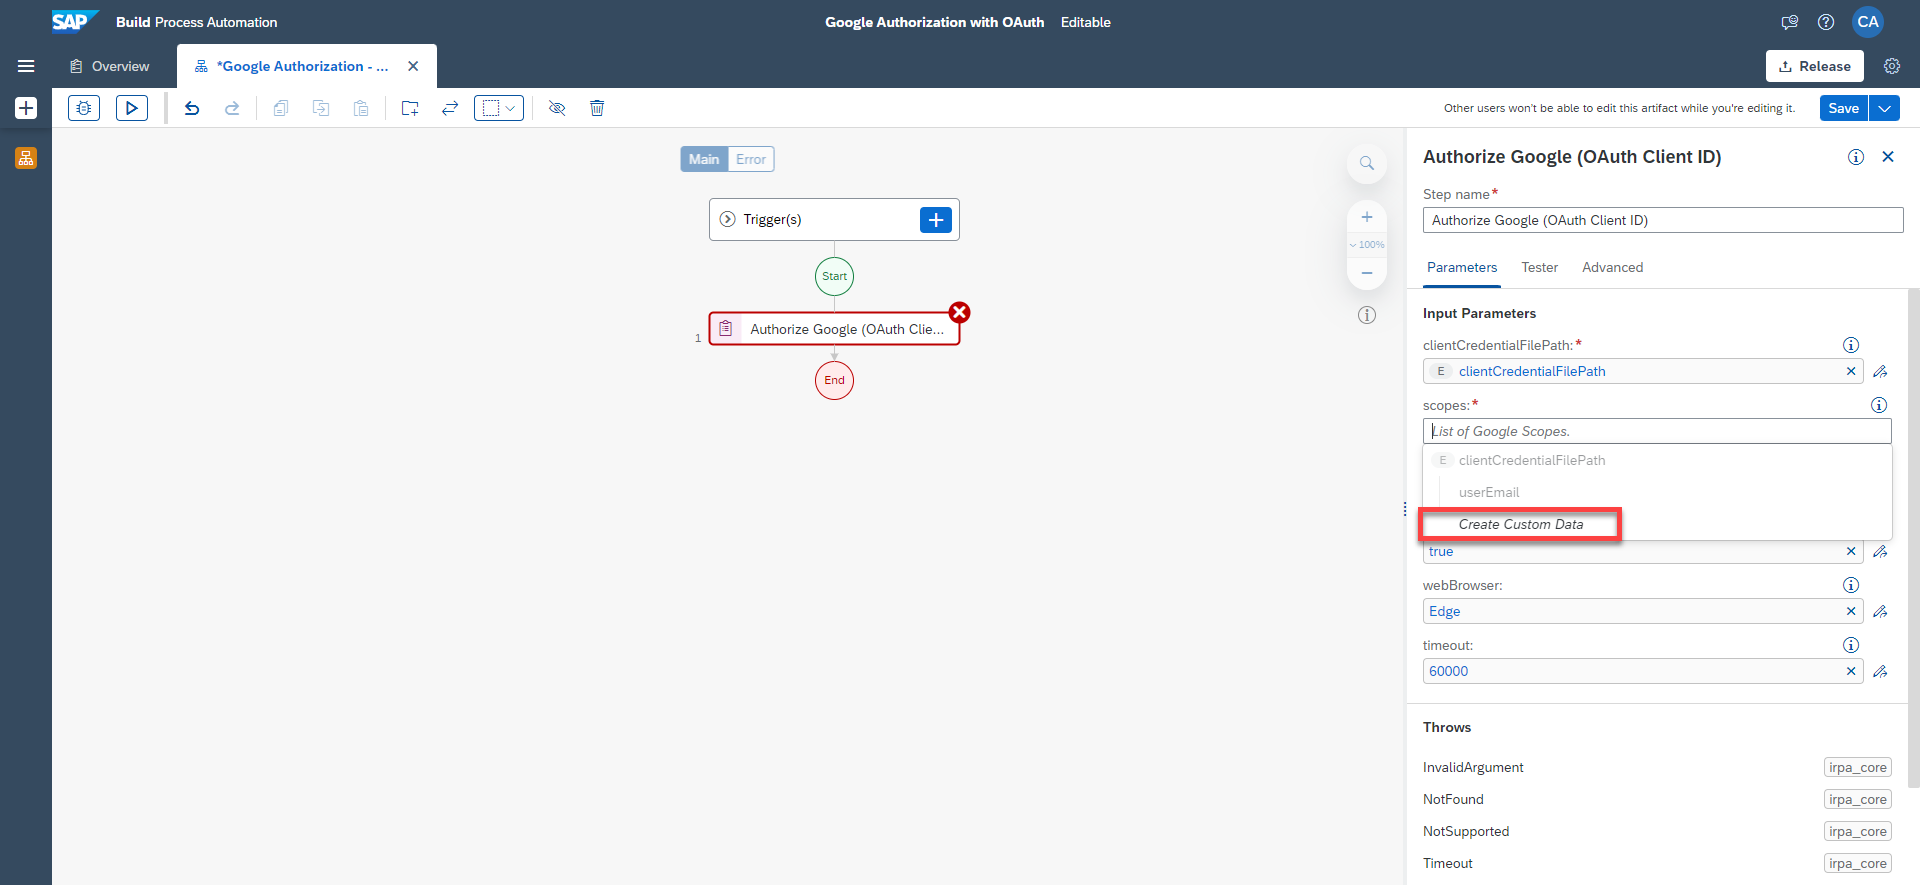 SAP Build Process Automation
Google Authorization with OAuth Editable
CA
Overview
*Google Authorization - ...
Release
Other users won't be able to edit this artifact while you're editing it.
Save
Main Error
Trigger(s)
Start
1
Authorize Google (OAuth Clie...
End
100%
Authorize Google (OAuth Client ID)
Step name*
Authorize Google (OAuth Client ID)
Parameters Tester Advanced
Input Parameters
clientCredentialFilePath:*
E clientCredentialFilePath
scopes:*
List of Google Scopes.
E clientCredentialFilePath
userEmail
Create Custom Data
true
webBrowser:
Edge
timeout:
60000
Throws
InvalidArgument irpa_core
NotFound irpa_core
NotSupported irpa_core
Timeout irpa_core